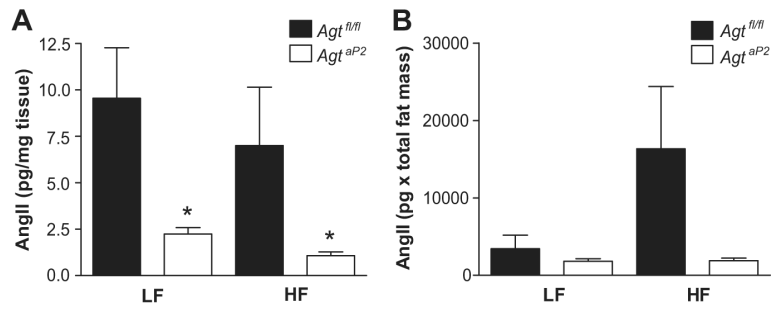 A
AngII (pg/mg tissue)
12.5
10.0
7.5
5.0
2.5
0.0
Agt fl/fl
Agt aP2
*
*
LF
HF
B
AngII (pg x total fat mass)
30000
20000
10000
0
Agt fl/fl
Agt aP2
LF
HF